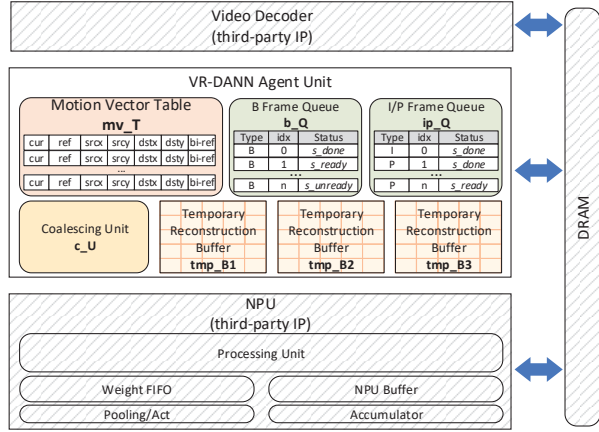 Video Decoder
(third-party IP)
VR-DANN Agent Unit
Motion Vector Table
mv_T
cur ref srcx srcy dstx dsty bi-ref
cur ref srcx srcy dstx dsty bi-ref
...
cur ref srcx srcy dstx dsty bi-ref
B Frame Queue
b_Q
Type idx Status
B 0 s_done
B 1 s_ready
...
B n s_unready
I/P Frame Queue
ip_Q
Type idx Status
I 0 s_done
P 1 s_done
...
P n s_ready
Coalescing Unit
c_U
Temporary
Reconstruction
Buffer
tmp_B1
Temporary
Reconstruction
Buffer
tmp_B2
Temporary
Reconstruction
Buffer
tmp_B3
NPU
(third-party IP)
Processing Unit
Weight FIFO
NPU Buffer
Pooling/Act
Accumulator
DRAM